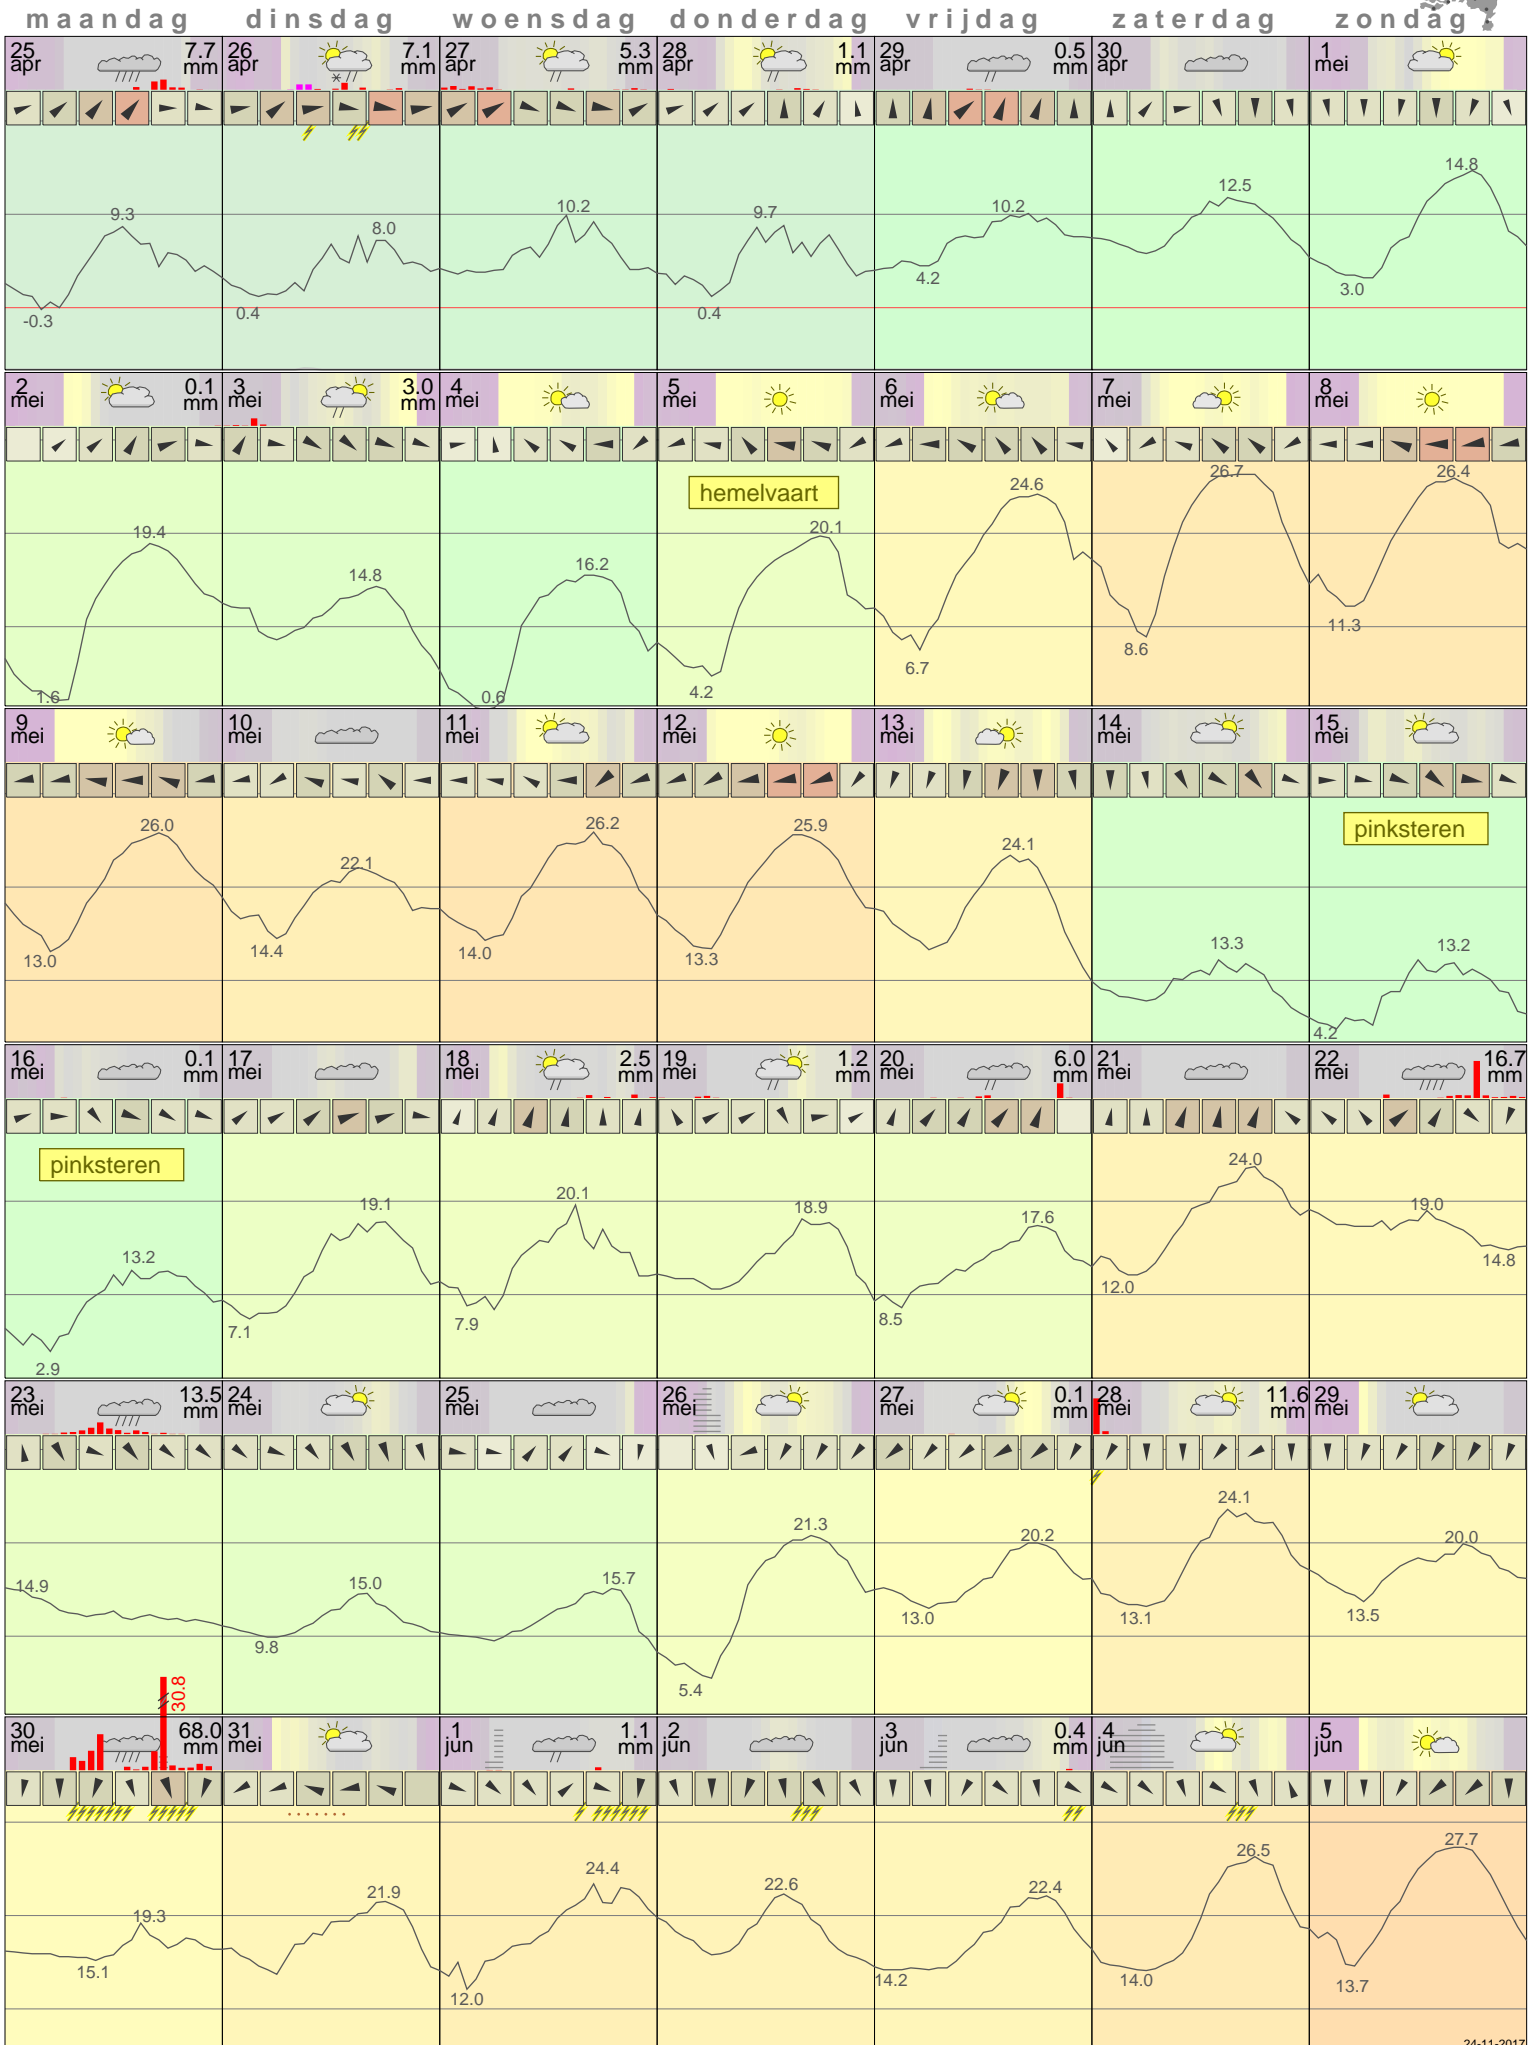 maandag dinsdag woensdag donderdag vrijdag zaterdag zondag
25 7.7 26 7.1 27 5.3 28 1.1 29 0.5 30 1
apr mm apr mm apr mm apr mm apr mm apr mei
9.3 8.0 10.2 9.7 10.2 12.5 14.8
-0.3 0.4 0.4 4.2 3.0
2 0.1 3 3.0 4 5 6 7 8
mei mm mei mm mei mei mei mei mei
hemelvaart
19.4 14.8 16.2 20.1 24.6 26.7 26.4
1.6 0.6 4.2 6.7 8.6 11.3
9 10 11 12 13 14 15
mei mei mei mei mei mei mei
pinksteren
26.0 22.1 26.2 25.9 24.1 13.3 13.2
13.0 14.4 14.0 13.3 4.2
16 0.1 17 18 2.5 19 1.2 20 6.0 21 22 16.7
mei mm mei mei mm mei mm mei mm mei mei mm
pinksteren
13.2 19.1 20.1 18.9 17.6 24.0 19.0
2.9 7.1 7.9 8.5 12.0 14.8
23 13.5 24 25 26 27 0.1 28 11.6 29
mei mm mei mei mei mei mm mei mm mei
14.9 15.0 15.7 21.3 20.2 24.1 20.0
9.8 5.4 13.0 13.1 13.5
30.8
30 68.0 31 1 1.1 2 3 0.4 4 5
mei mm mei jun mm jun jun mm jun jun
19.3 21.9 24.4 22.6 22.4 26.5 27.7
15.1 12.0 14.2 14.0 13.7
24-11-2017